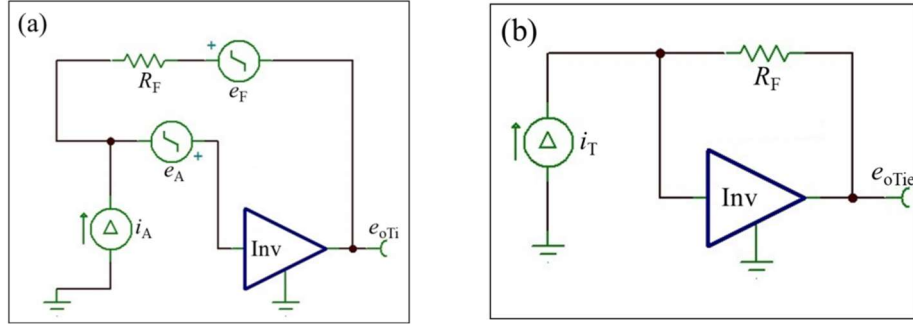 (a)
+
R_F
e_F
e_A
+
i_A
Inv
e_oTi
(b)
R_F
i_T
Inv
e_oTie